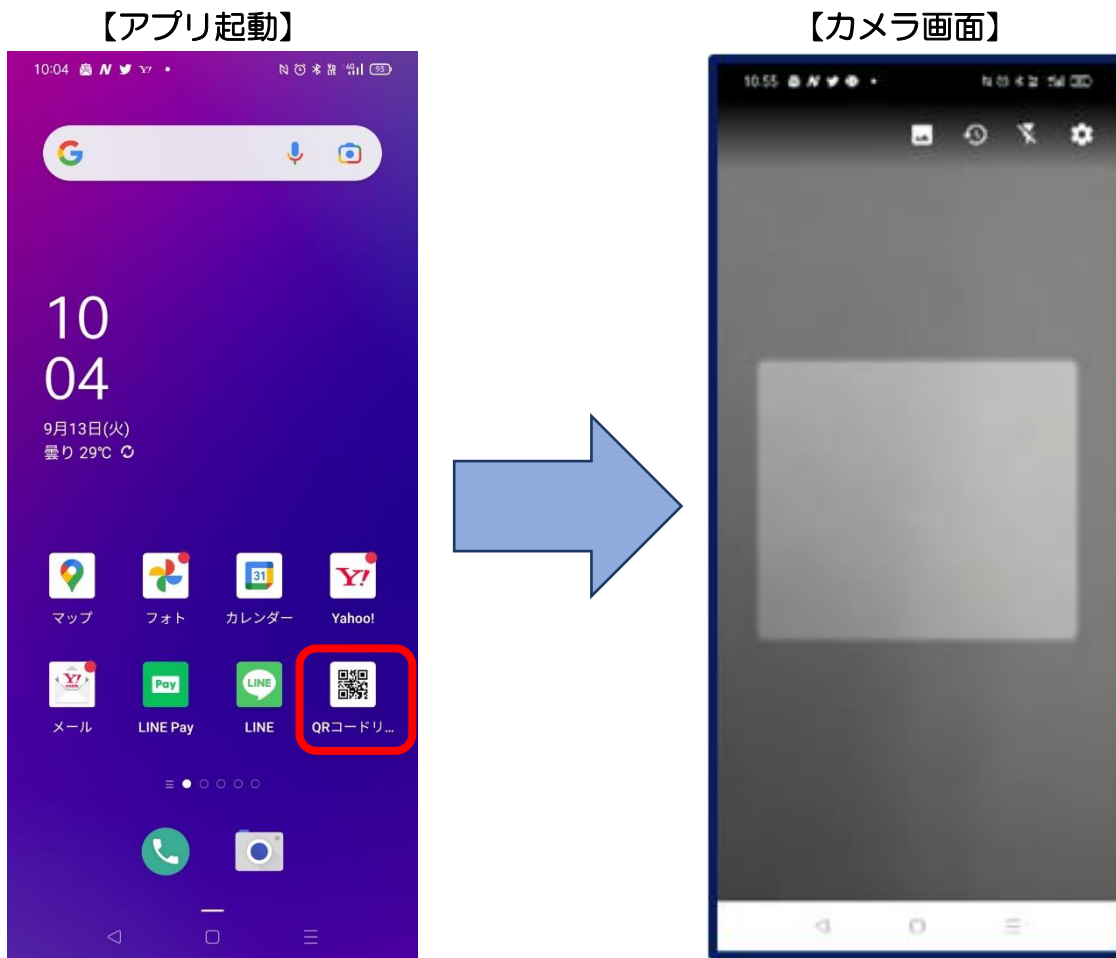 【アプリ起動】
【カメラ画面】
10:04
4G
95
10
04
9月13日(火)
曇り 29℃
31
Y!
マップ
フォト
カレンダー
Yahoo!
Y!
Pay
LINE
メール
LINE Pay
LINE
QRコードリ...
10:55